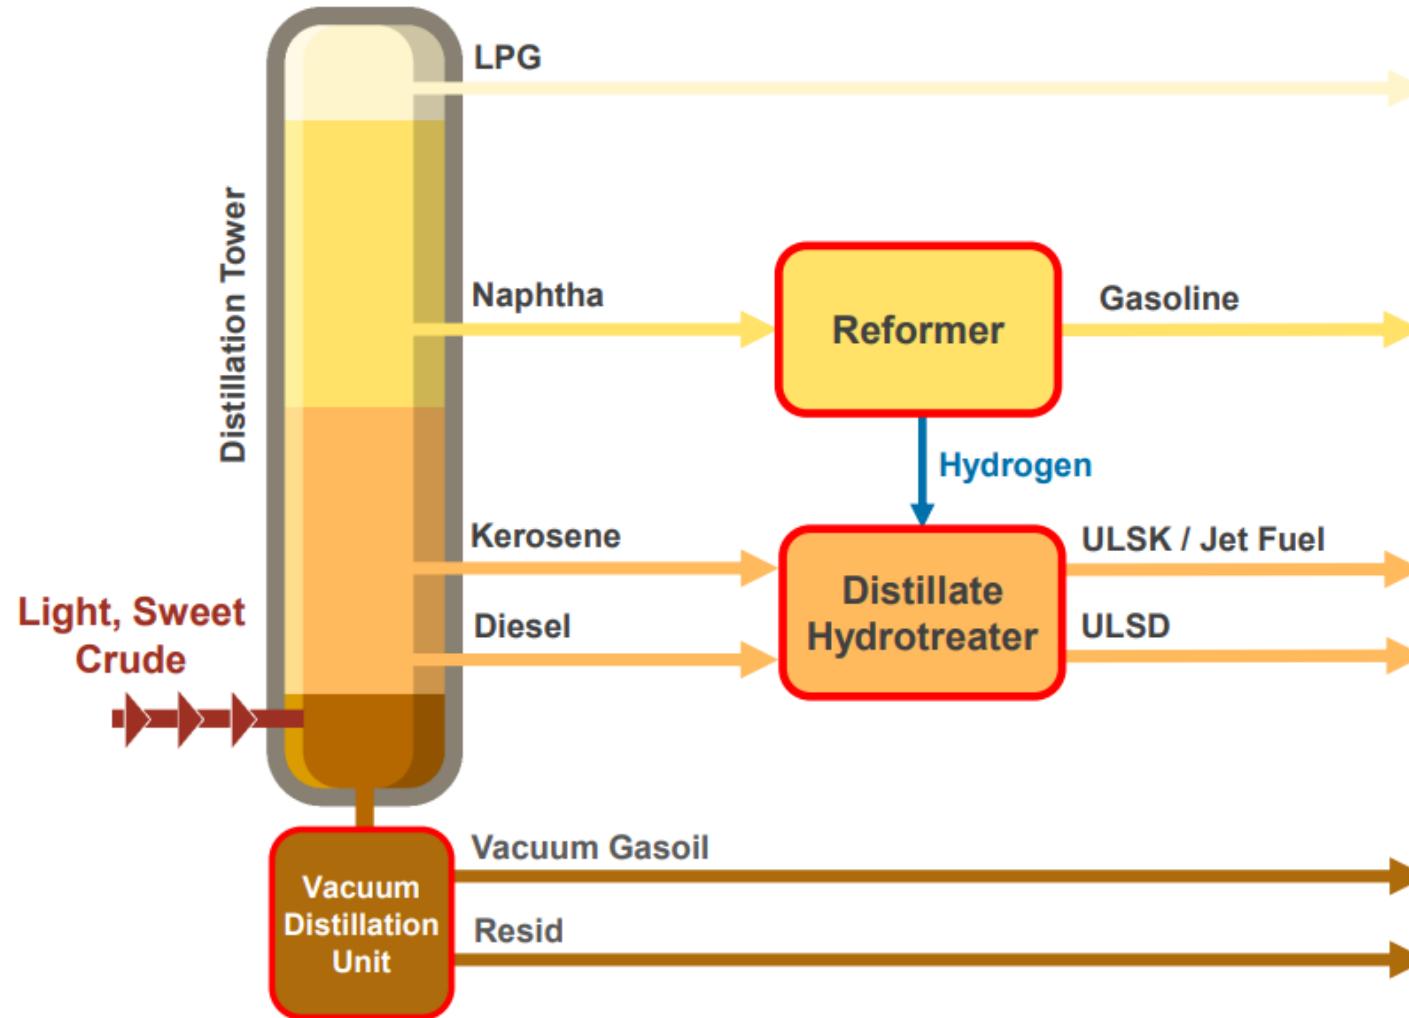 LPG
Distillation Tower
Naphtha
Reformer
Gasoline
Hydrogen
Kerosene
Diesel
Distillate
Hydrotreater
ULSK / Jet Fuel
ULSD
Light, Sweet
Crude
Vacuum
Distillation
Unit
Vacuum Gasoil
Resid